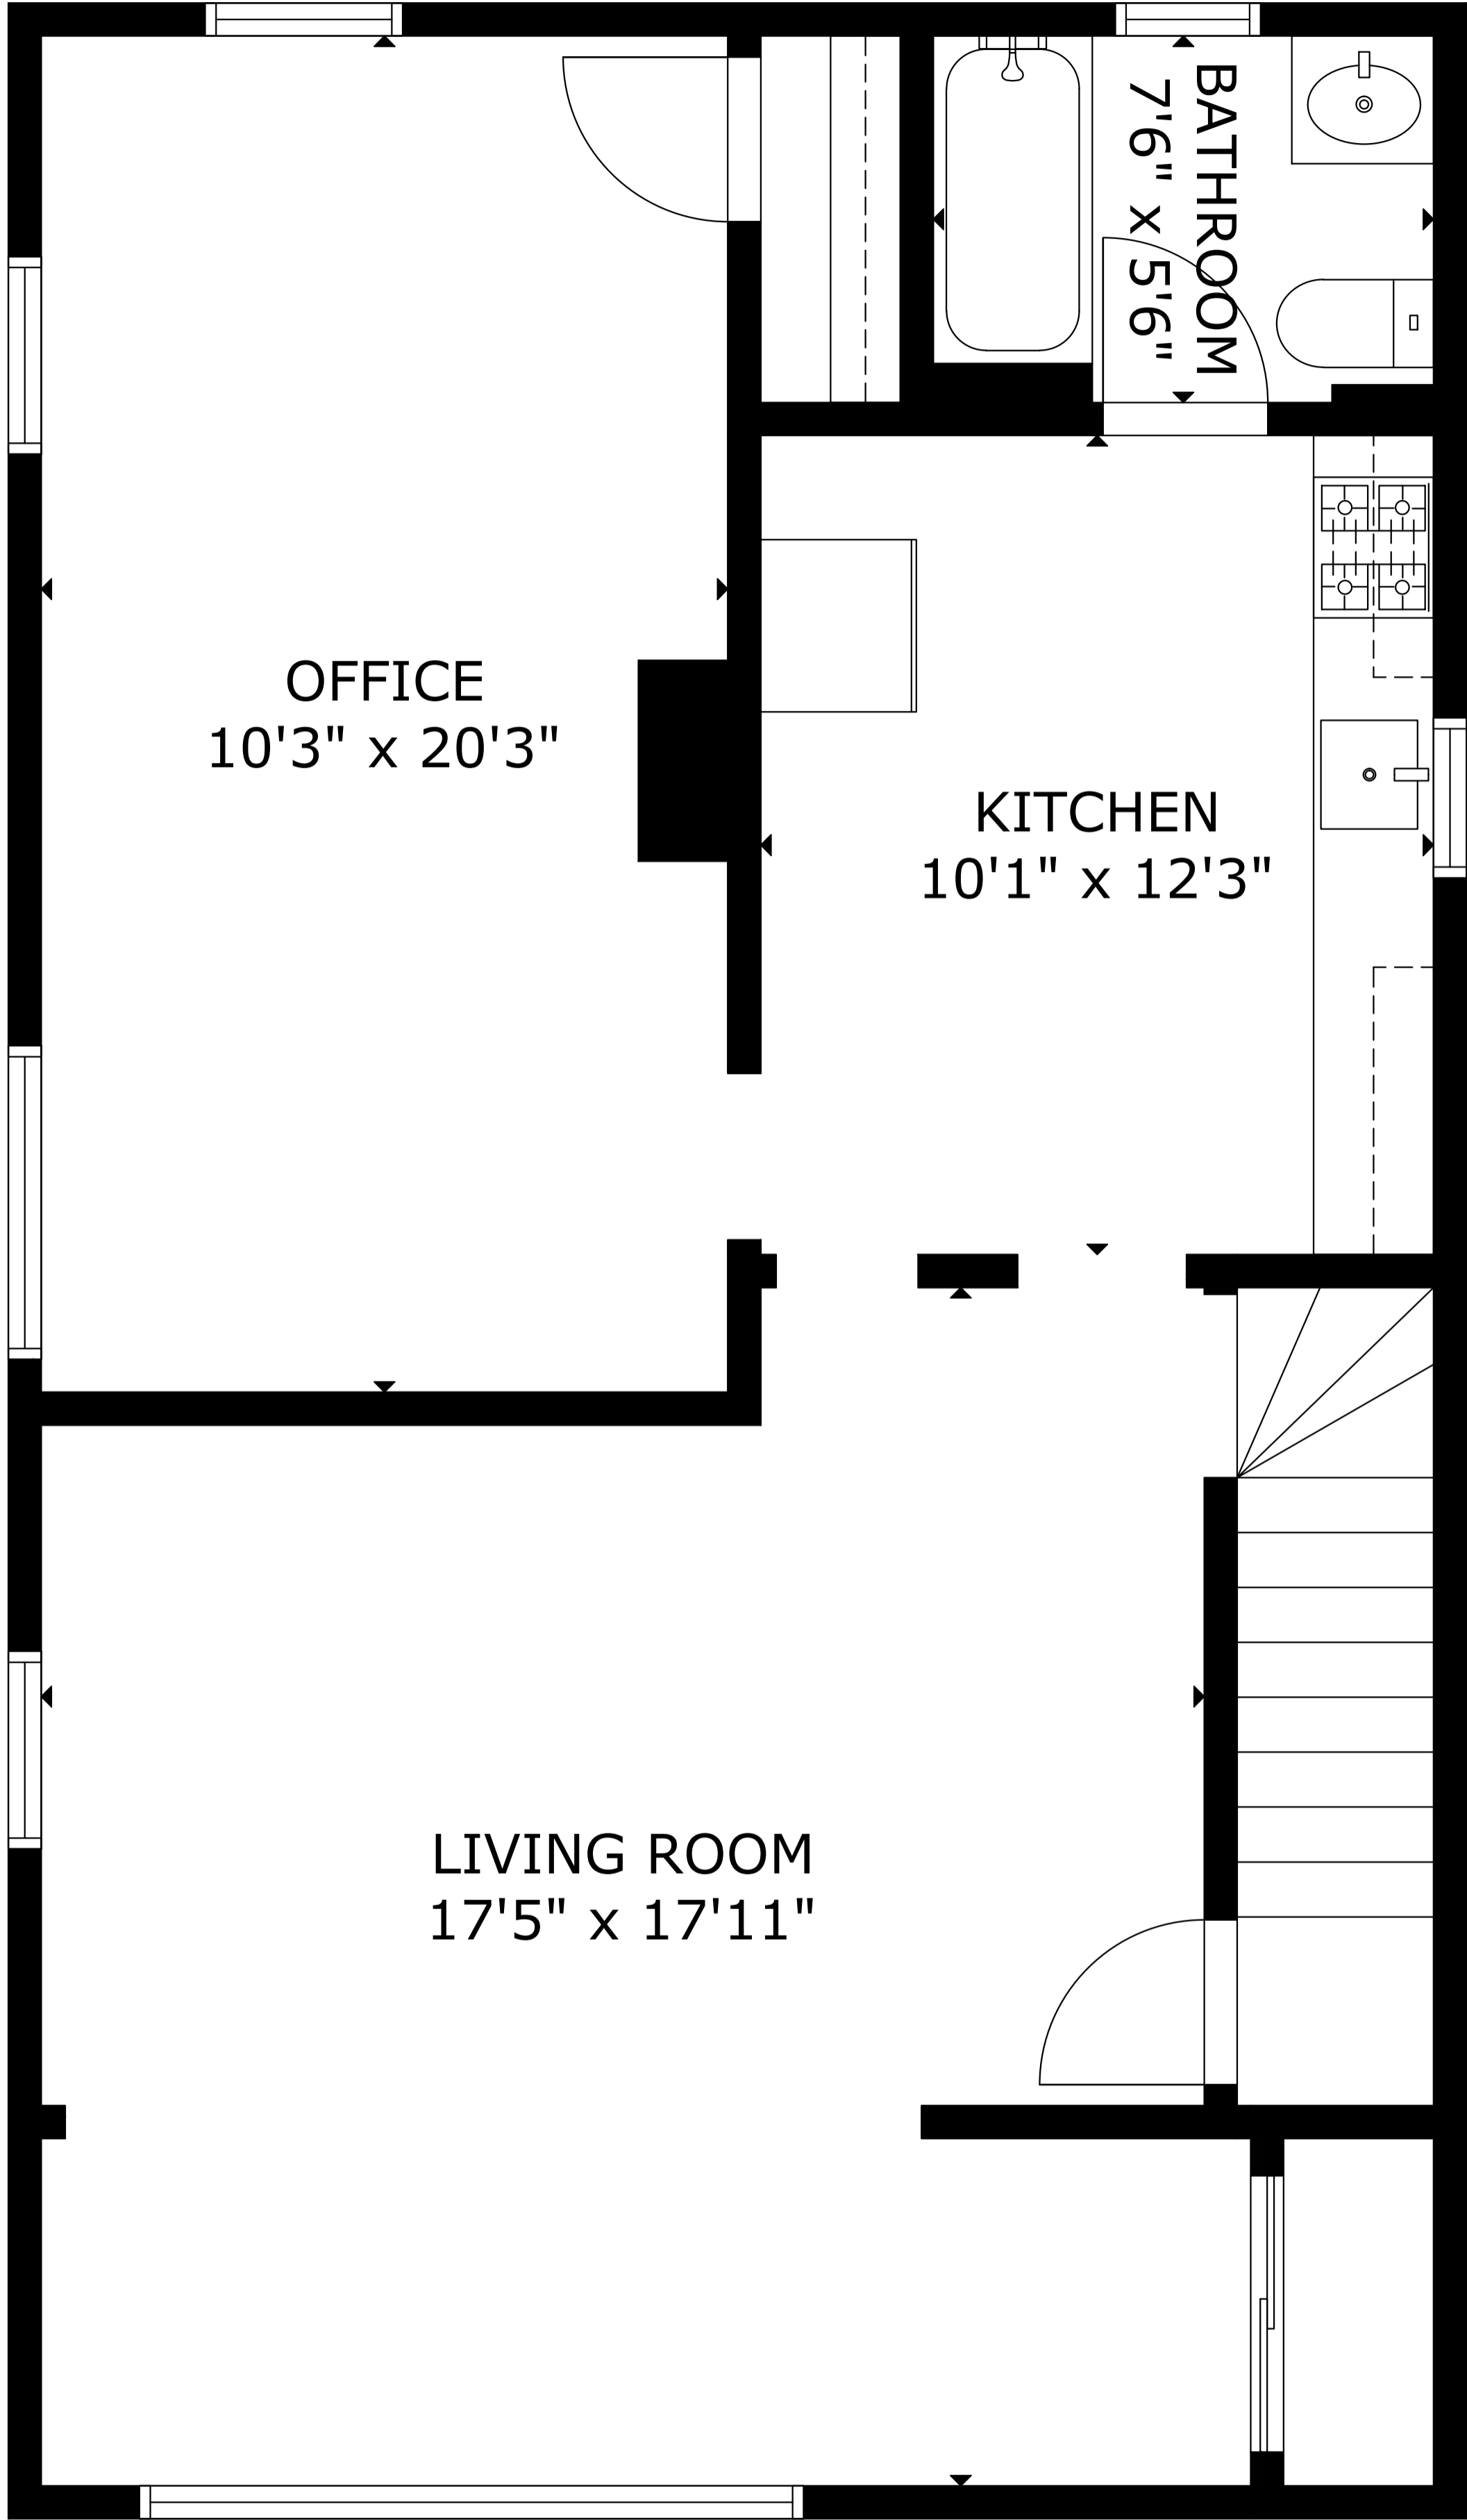 BATHROOM
7'6" x 5'6"
OFFICE
10'3" x 20'3"
KITCHEN
10'1" x 12'3"
LIVING ROOM
17'5" x 17'11"